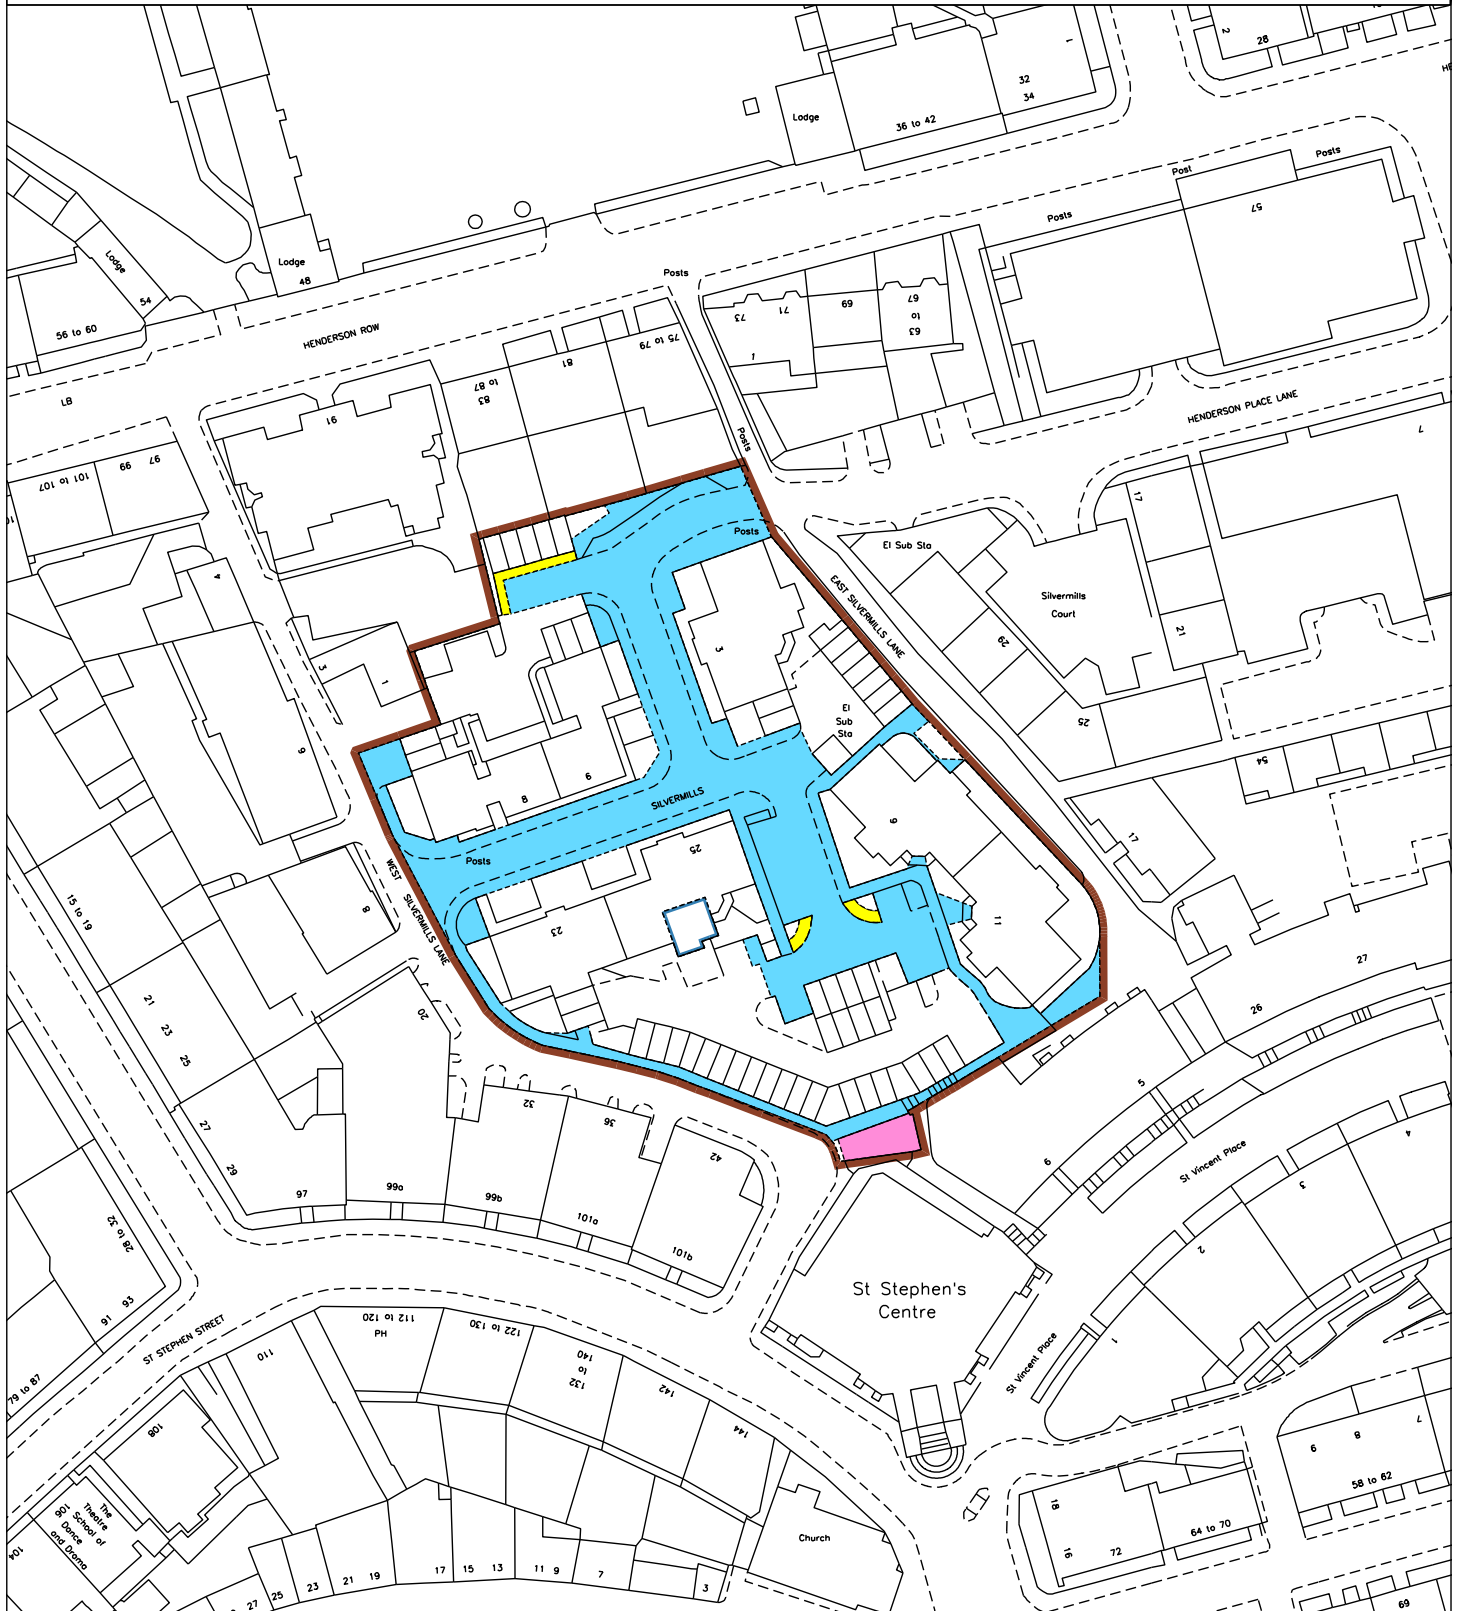 1
2
28
HE
32
34
Lodge
36 to 42
Posts
Post
Posts
57
Lodge
Lodge
48
54
56 to 60
Posts
HENDERSON ROW
73
71
69
67
to
63
1
75 to 79
81
83
to 87
LB
91
HENDERSON PLACE LANE
7
97
99
101 to 107
Posts
17
Posts
El Sub Sta
4
EAST SILVERMILLS LANE
Silvermills
Court
29
21
3
3
1
El
Sub
Sta
25
9
54
6
8
SILVERMILLS
9
17
25
Posts
WEST SILVERMILLS LANE
15 to 19
8
23
11
27
21
23
25
20
26
5
32
36
42
27
29
6
St Vincent Place
4
3
97
99a
99b
101a
101b
2
28 to 32
St Stephen's
Centre
91
93
ST STEPHEN STREET
112 to 120
PH
122 to 130
110
140
to
132
142
1
St Vincent Place
79 to 87
108
144
7
8
9
58 to 62
106
The
Theatre
School of
Dance
and Drama
104
18
16
72
64 to 70
Church
27
25
23
21
19
17
15
13
11
9
7
3
69